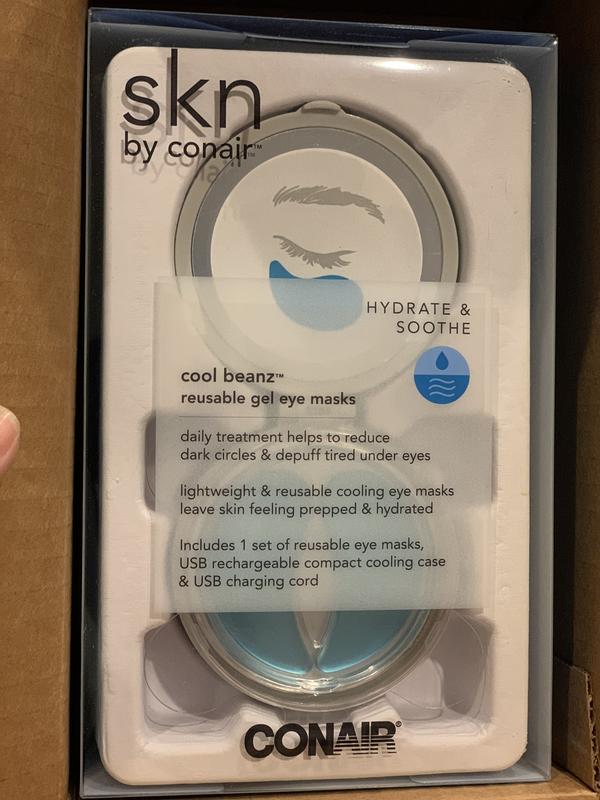 skn
by conair™
HYDRATE &
SOOTHE
cool beanz™
reusable gel eye masks
daily treatment helps to reduce
dark circles & depuff tired under eyes
lightweight & reusable cooling eye masks
leave skin feeling prepped & hydrated
Includes 1 set of reusable eye masks,
USB rechargeable compact cooling case
& USB charging cord
CONAIR®